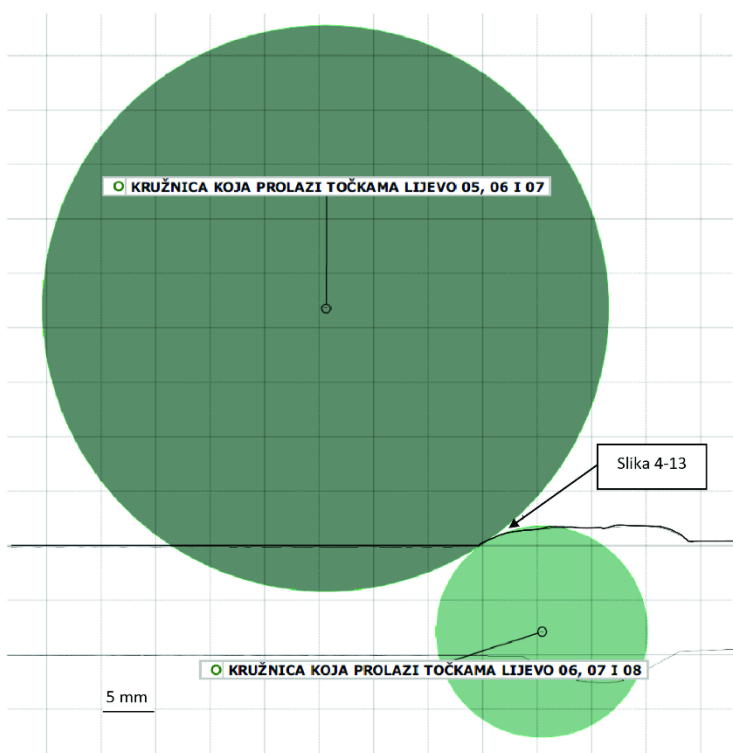 KRUŽNICA KOJA PROLAZI TOČKAMA LIJEVO 05, 06 I 07
Slika 4-13
KRUŽNICA KOJA PROLAZI TOČKAMA LIJEVO 06, 07 I 08
5 mm